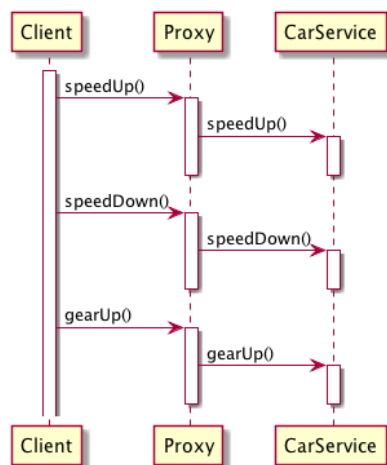 Client Proxy CarService
speedUp()
speedUp()
speedDown()
speedDown()
gearUp()
gearUp()
Client Proxy CarService